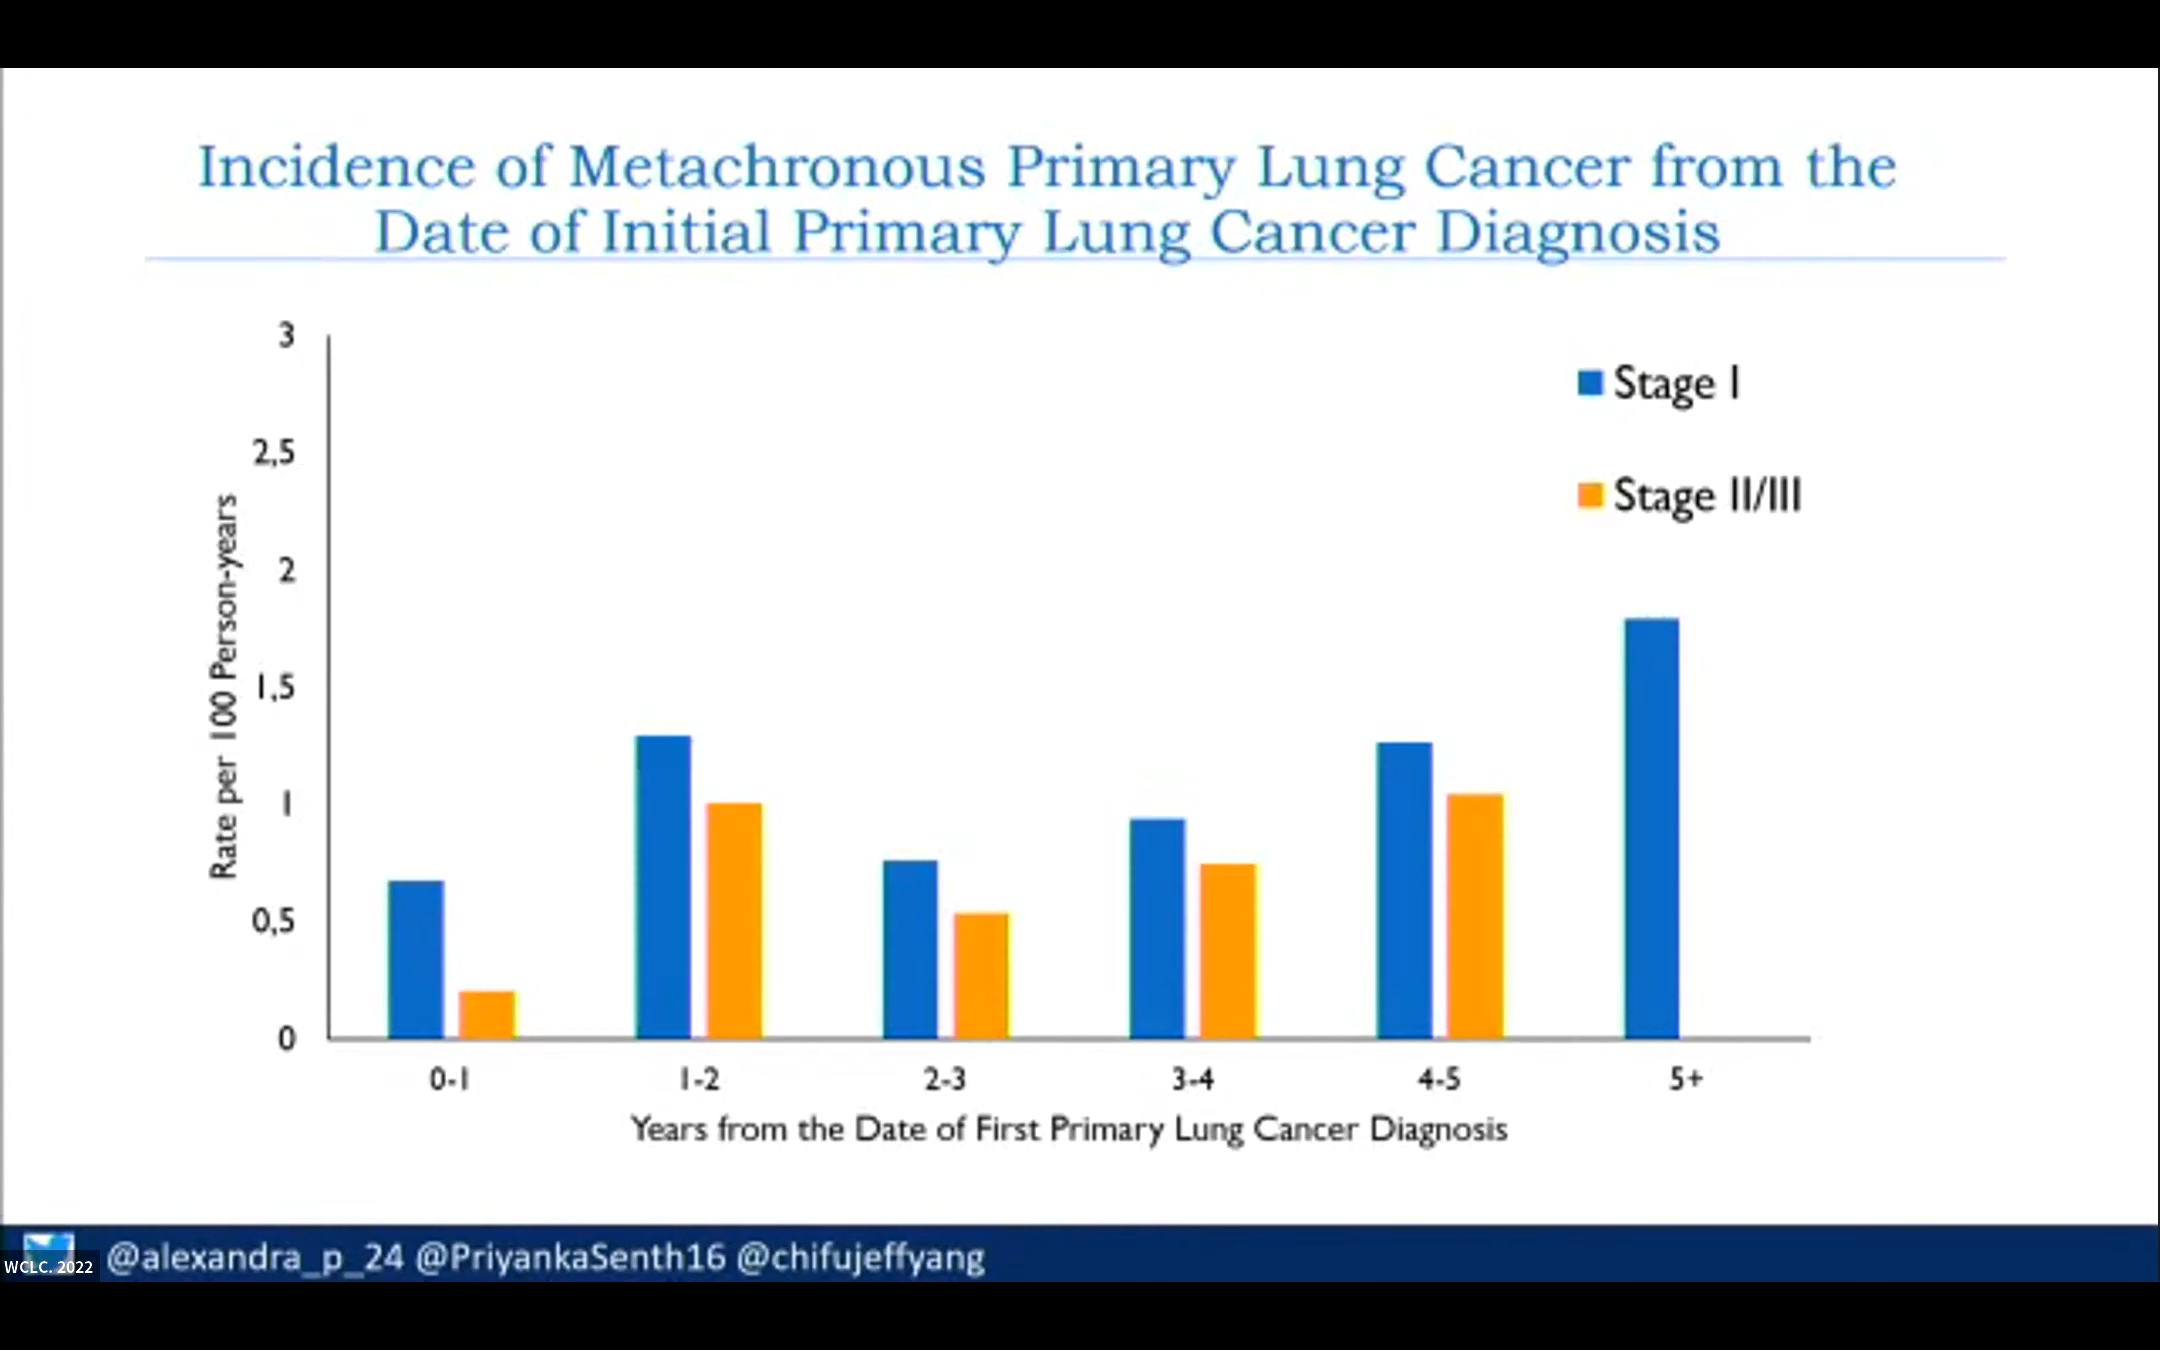 Incidence of Metachronous Primary Lung Cancer from the
Date of Initial Primary Lung Cancer Diagnosis
3
2,5
2
1,5
1
0,5
0
Rate per 100 Person-years
Stage I
Stage II/III
0-1
1-2
2-3
3-4
4-5
5+
Years from the Date of First Primary Lung Cancer Diagnosis
@alexandra_p_24 @PriyankaSenth16 @chifujeffyang
WCLC. 2022